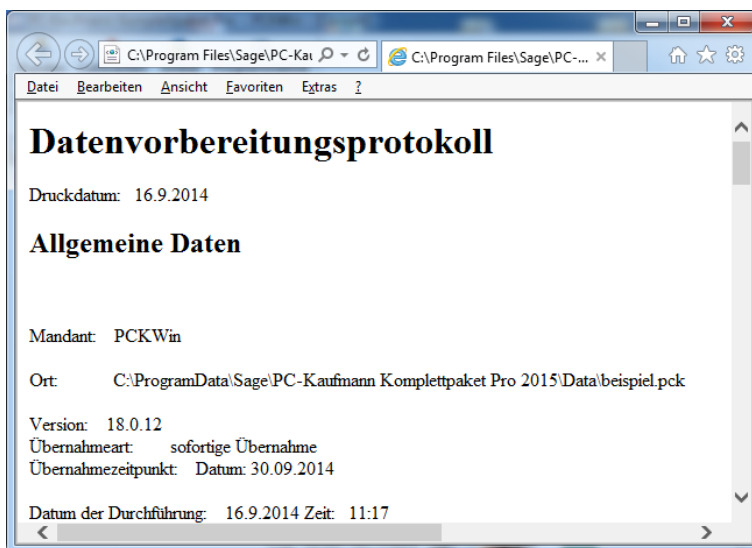 C:\Program Files\Sage\PC-Kau
C:\Program Files\Sage\PC-...
Datei Bearbeiten Ansicht Favoriten Extras ?
Datenvorbereitungsprotokoll
Druckdatum: 16.9.2014
Allgemeine Daten
Mandant: PCKWin
Ort: C:\ProgramData\Sage\PC-Kaufmann Komplettpaket Pro 2015\Data\beispiel.pck
Version: 18.0.12
Übernahmeart: sofortige Übernahme
Übernahmezeitpunkt: Datum: 30.09.2014
Datum der Durchführung: 16.9.2014 Zeit: 11:17